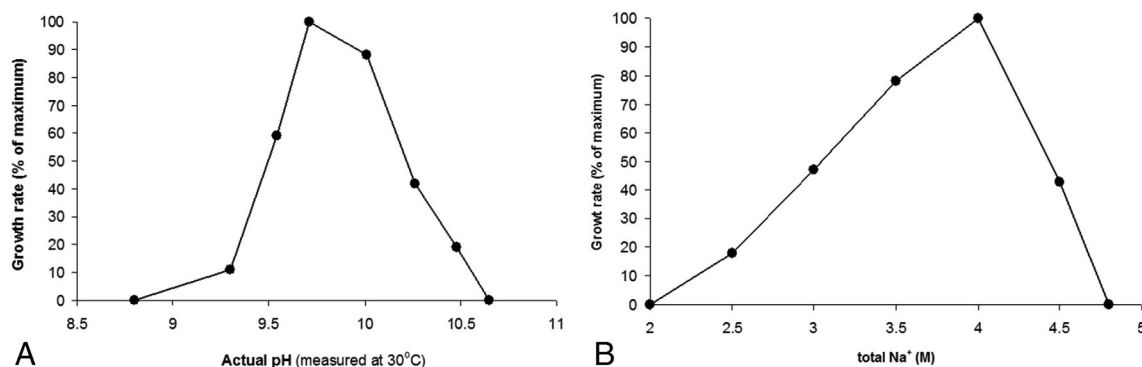 Growth rate (% of maximum)
100
90
80
70
60
50
40
30
20
10
0
8.5 9 9.5 10 10.5 11
Actual pH (measured at 30°C)
A
Growt rate (% of maximum)
100
90
80
70
60
50
40
30
20
10
0
2 2.5 3 3.5 4 4.5 5
total Na⁺ (M)
B